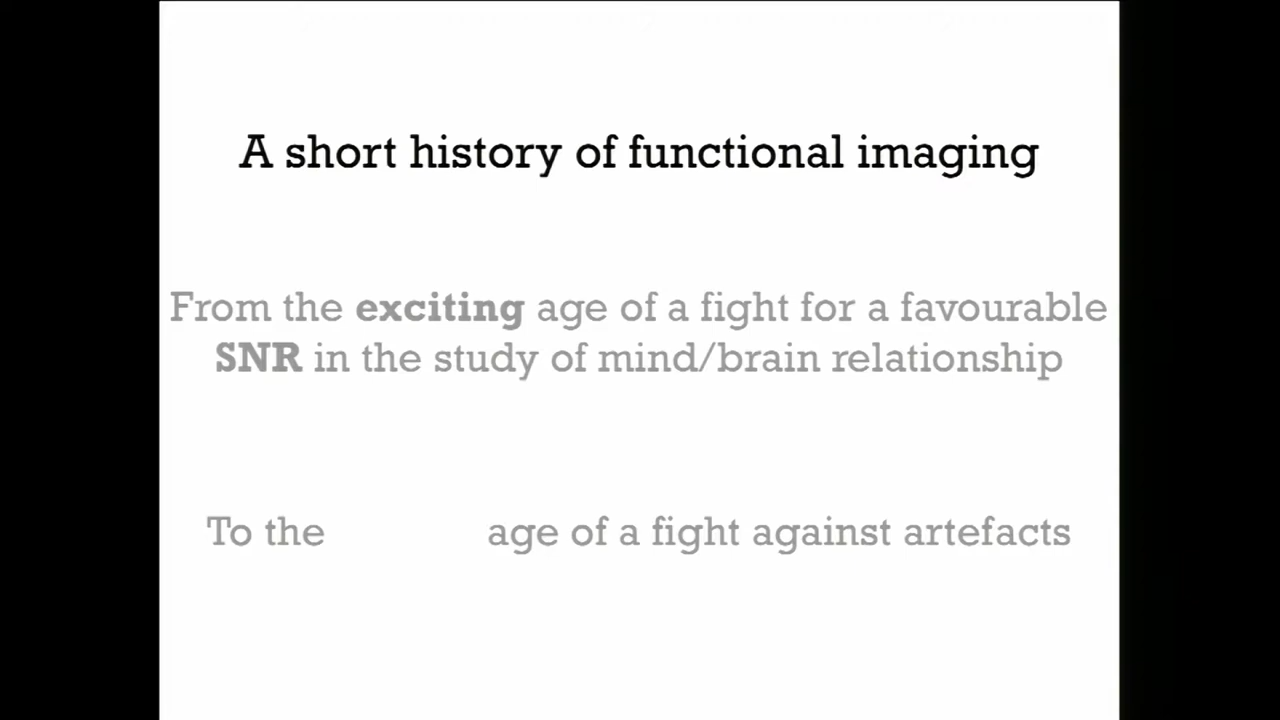 A short history of functional imaging
From the exciting age of a fight for a favourable
SNR in the study of mind/brain relationship
To the age of a fight against artefacts